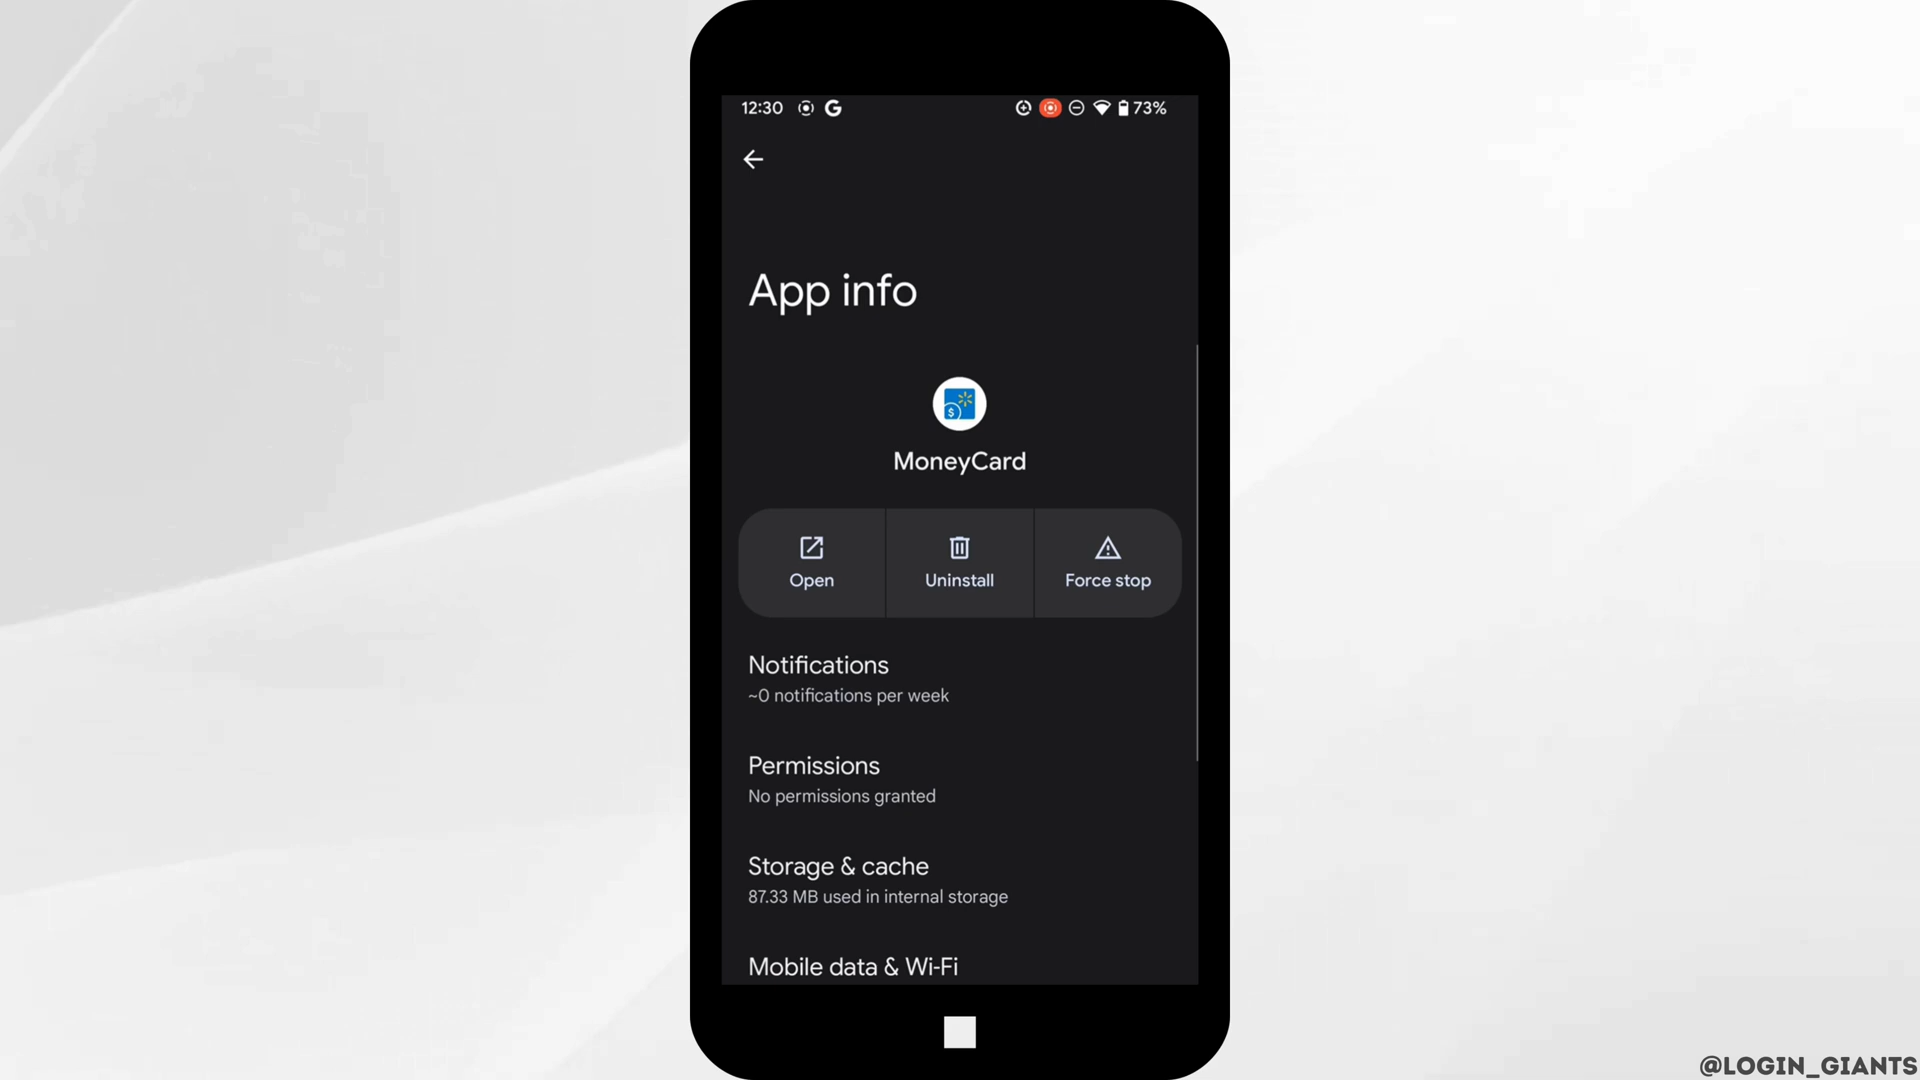 12:30 G 73%
App info
$
MoneyCard
Open Uninstall Force stop
Notifications
~0 notifications per week
Permissions
No permissions granted
Storage & cache
87.33 MB used in internal storage
Mobile data & Wi-Fi
@LOGIN_GIANTS